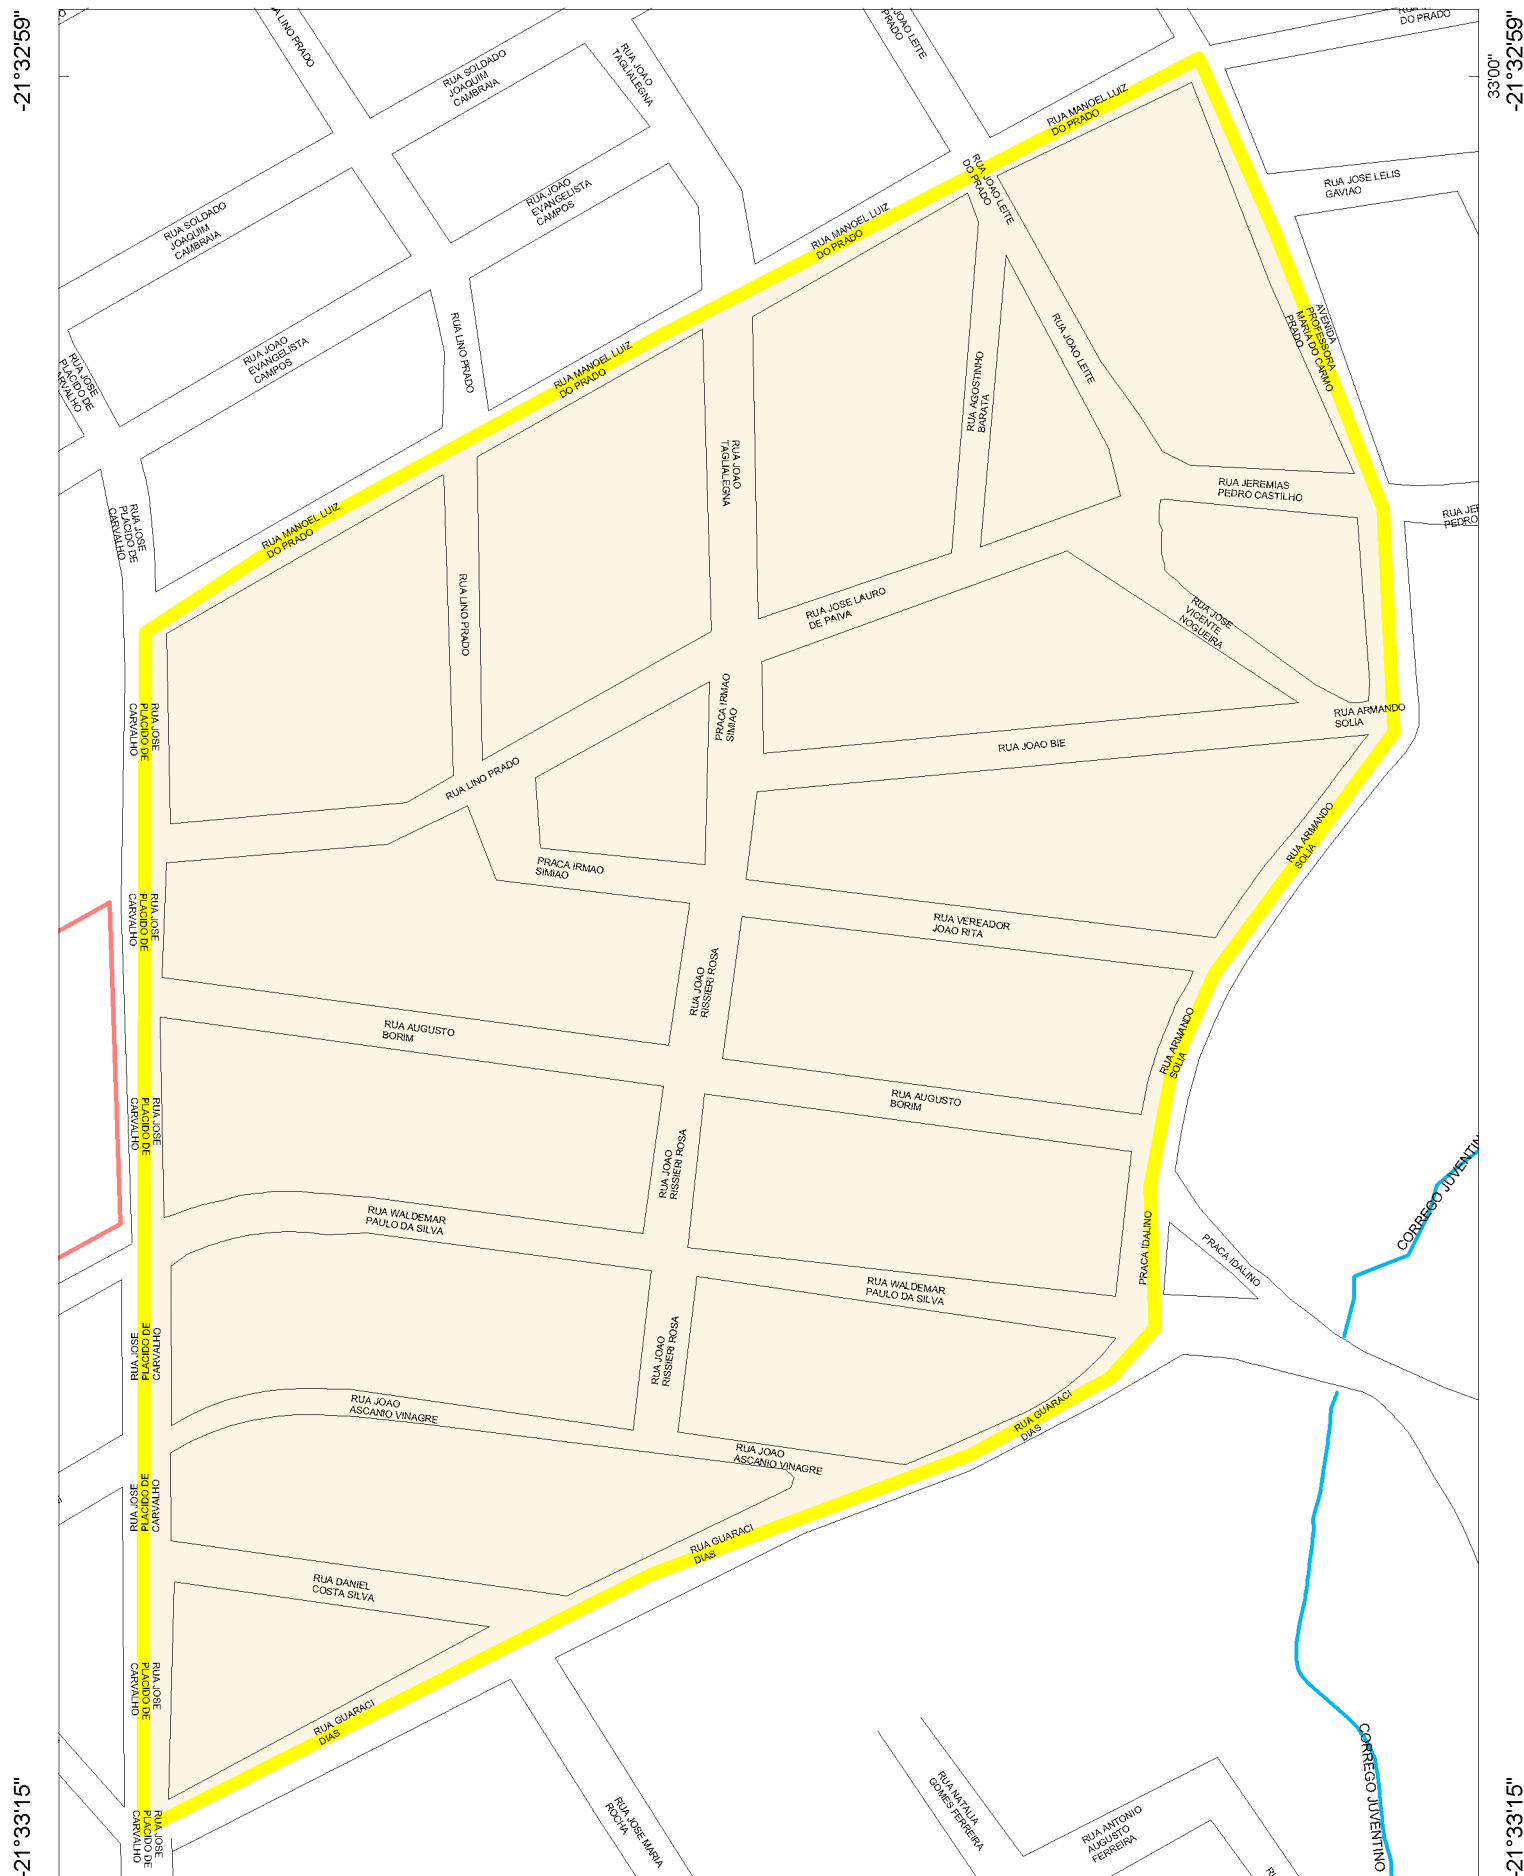 -21°32'59"
-21°32'59"
33'00"
LINO PRADO
RUA SOLDADO
JOAQUIM
CAMBRAIA
RUA JOAO
TAGLIALEGNA
JOAO LEITE
PRADO
DO PRADO
RUA MANOEL LUIZ
DO PRADO
RUA JOAO LEITE
DO PRADO
RUA JOSE LELIS
GAVIAO
RUA JOAO
EVANGELISTA
CAMPOS
RUA SOLDADO
JOAQUIM
CAMBRAIA
RUA MANOEL LUIZ
DO PRADO
AVENIDA
PROFESSORA
MARIA DO CARMO
PRADO
RUA LINO PRADO
RUA JOAO
EVANGELISTA
CAMPOS
RUA JOSE
PLACIDO DE
RUA JOAO LEITE
RUA MANOEL LUIZ
DO PRADO
RUA AGOSTINHO
BARATA
RUA JOAO
TAGLIALEGNA
RUA JEREMIAS
PEDRO CASTILHO
PEDRO
RUA JOSE
PLACIDO DE
CARVALHO
RUA MANOEL LUIZ
DO PRADO
RUA LINO PRADO
RUA JOSE LAURO
DE PAIVA
RUA JOSE
VICENTE
NOGUEIRA
PRACA IRMAO
SIMIAO
RUA ARMANDO
SOLIA
RUA JOSE
PLACIDO DE
CARVALHO
RUA JOAO BIE
RUA LINO PRADO
RUA ARMANDO
SOLIA
PRACA IRMAO
SIMIAO
RUA JOSE
PLACIDO DE
CARVALHO
RUA VEREADOR
JOAO RITA
RUA JOAO
RISSIERI ROSA
RUA AUGUSTO
BORIM
RUA ARMANDO
SOLIA
RUA AUGUSTO
BORIM
RUA JOSE
PLACIDO DE
CARVALHO
RUA JOAO
RISSIERI ROSA
CORREGO JUVENTIN
RUA WALDEMAR
PAULO DA SILVA
PRACA IDALINO
PRACA IDALINO
RUA WALDEMAR
PAULO DA SILVA
RUA JOSE
PLACIDO DE
CARVALHO
RUA JOAO
RISSIERI ROSA
RUA JOAO
ASCANIO VINAGRE
RUA GUARACI
DIAS
RUA JOAO
ASCANIO VINAGRE
RUA JOSE
PLACIDO DE
CARVALHO
RUA GUARACI
DIAS
RUA DANIEL
COSTA SILVA
RUA JOSE
PLACIDO DE
CARVALHO
RUA GUARACI
DIAS
CORREGO JUVENTINO
RUA NATALIA
GOMES FERREIRA
RUA JOSE MARIA
ROCHA
RUA ANTONIO
AUGUSTO
FERREIRA
RUA JOSE
PLACIDO DE
CARVALHO
-21°33'15"
-21°33'15"